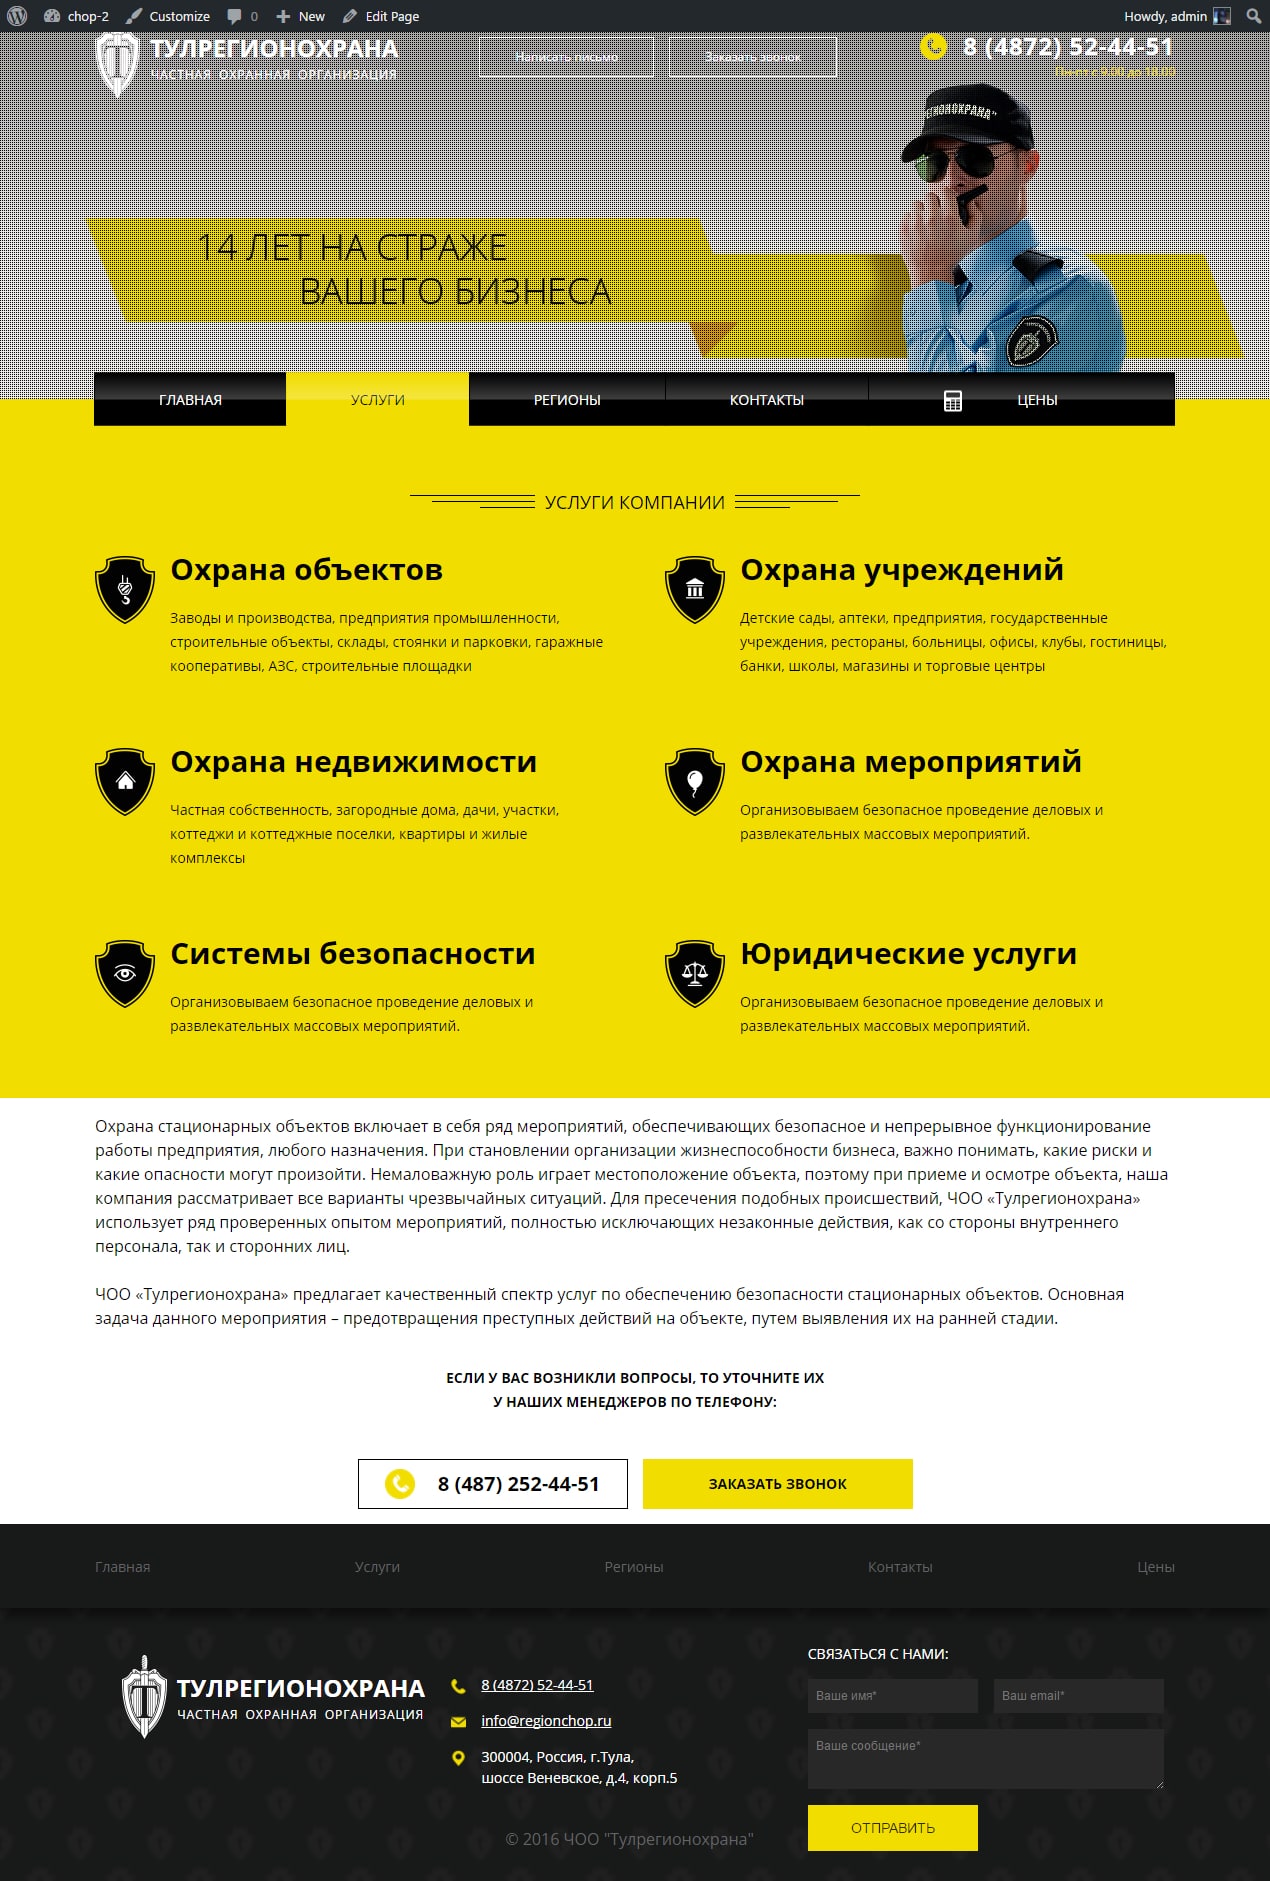 chop-2
Customize
0
New
Edit Page
Howdy, admin
ТУЛРЕГИОНОХРАНА
ЧАСТНАЯ ОХРАННАЯ ОРГАНИЗАЦИЯ
Написать письмо
Заказать звонок
8 (4872) 52-44-51
Пн-пт с 9.00 до 18.00
ЕГИОНОХРАНА"
14 ЛЕТ НА СТРАЖЕ
ВАШЕГО БИЗНЕСА
ГЛАВНАЯ
УСЛУГИ
РЕГИОНЫ
КОНТАКТЫ
ЦЕНЫ
УСЛУГИ КОМПАНИИ
Охрана объектов
Заводы и производства, предприятия промышленности,
строительные объекты, склады, стоянки и парковки, гаражные
кооперативы, АЗС, строительные площадки
Охрана учреждений
Детские сады, аптеки, предприятия, государственные
учреждения, рестораны, больницы, офисы, клубы, гостиницы,
банки, школы, магазины и торговые центры
Охрана недвижимости
Частная собственность, загородные дома, дачи, участки,
коттеджи и коттеджные поселки, квартиры и жилые
комплексы
Охрана мероприятий
Организовываем безопасное проведение деловых и
развлекательных массовых мероприятий.
Системы безопасности
Организовываем безопасное проведение деловых и
развлекательных массовых мероприятий.
Юридические услуги
Организовываем безопасное проведение деловых и
развлекательных массовых мероприятий.
Охрана стационарных объектов включает в себя ряд мероприятий, обеспечивающих безопасное и непрерывное функционирование
работы предприятия, любого назначения. При становлении организации жизнеспособности бизнеса, важно понимать, какие риски и
какие опасности могут произойти. Немаловажную роль играет местоположение объекта, поэтому при приеме и осмотре объекта, наша
компания рассматривает все варианты чрезвычайных ситуаций. Для пресечения подобных происшествий, ЧОО «Тулрегионохрана»
использует ряд проверенных опытом мероприятий, полностью исключающих незаконные действия, как со стороны внутреннего
персонала, так и сторонних лиц.
ЧОО «Тулрегионохрана» предлагает качественный спектр услуг по обеспечению безопасности стационарных объектов. Основная
задача данного мероприятия – предотвращения преступных действий на объекте, путем выявления их на ранней стадии.
ЕСЛИ У ВАС ВОЗНИКЛИ ВОПРОСЫ, ТО УТОЧНИТЕ ИХ
У НАШИХ МЕНЕДЖЕРОВ ПО ТЕЛЕФОНУ:
8 (487) 252-44-51
ЗАКАЗАТЬ ЗВОНОК
Главная
Услуги
Регионы
Контакты
Цены
ТУЛРЕГИОНОХРАНА
ЧАСТНАЯ ОХРАННАЯ ОРГАНИЗАЦИЯ
8 (4872) 52-44-51
info@regionchop.ru
300004, Россия, г.Тула,
шоссе Веневское, д.4, корп.5
СВЯЗАТЬСЯ С НАМИ:
Ваше имя*
Ваш email*
Ваше сообщение*
ОТПРАВИТЬ
© 2016 ЧОО "Тулрегионохрана"